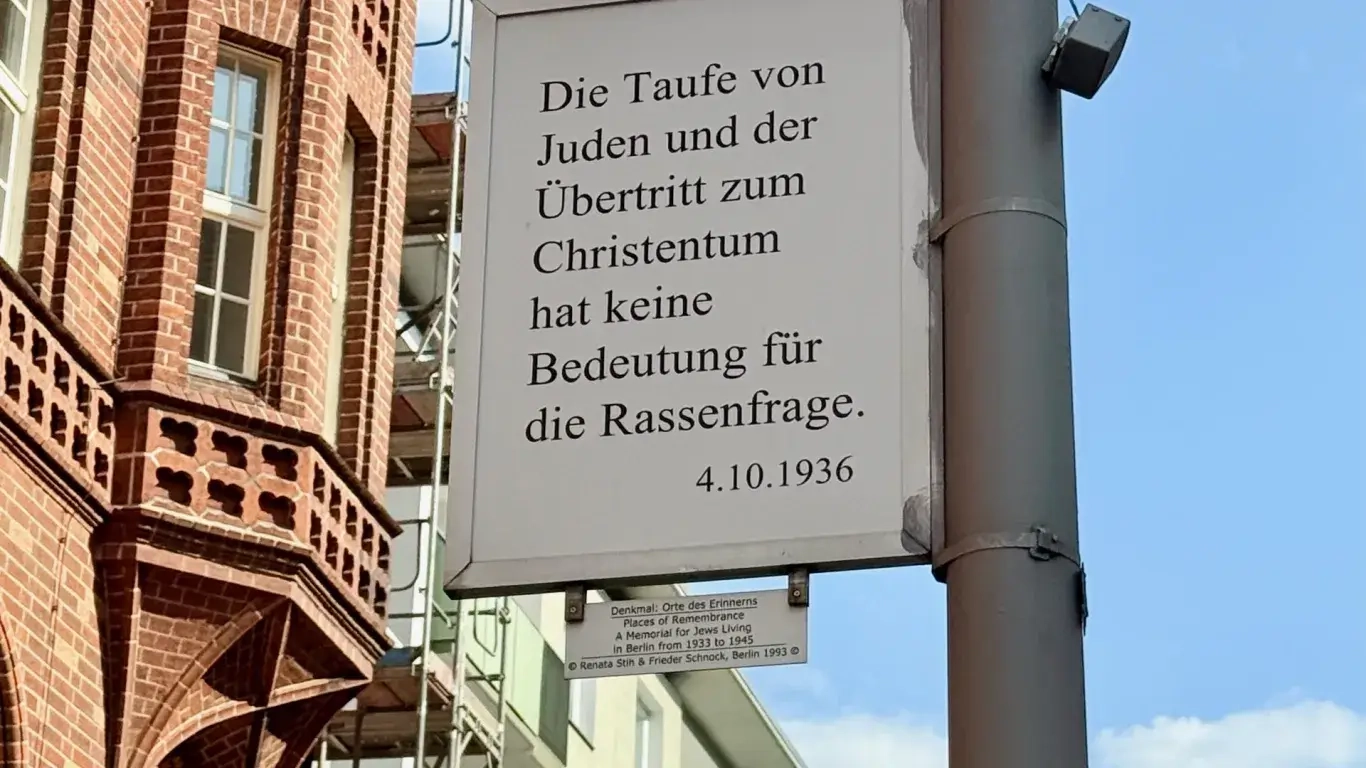 Die Taufe von
Juden und der
Übertritt zum
Christentum
hat keine
Bedeutung für
die Rassenfrage.
4.10.1936
Denkmal: Orte des Erinnerns
Places of Remembrance
A Memorial for Jews Living
in Berlin from 1933 to 1945
© Renata Stih & Frieder Schnock, Berlin 1993 ©